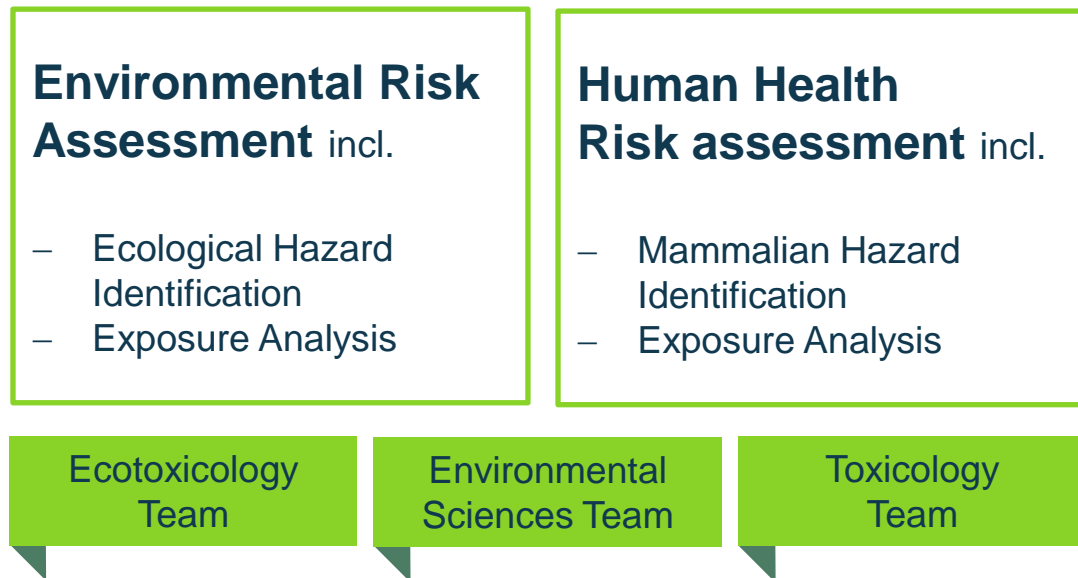 Environmental Risk
Assessment incl.
– Ecological Hazard
Identification
– Exposure Analysis
Human Health
Risk assessment incl.
– Mammalian Hazard
Identification
– Exposure Analysis
Ecotoxicology
Team
Environmental
Sciences Team
Toxicology
Team